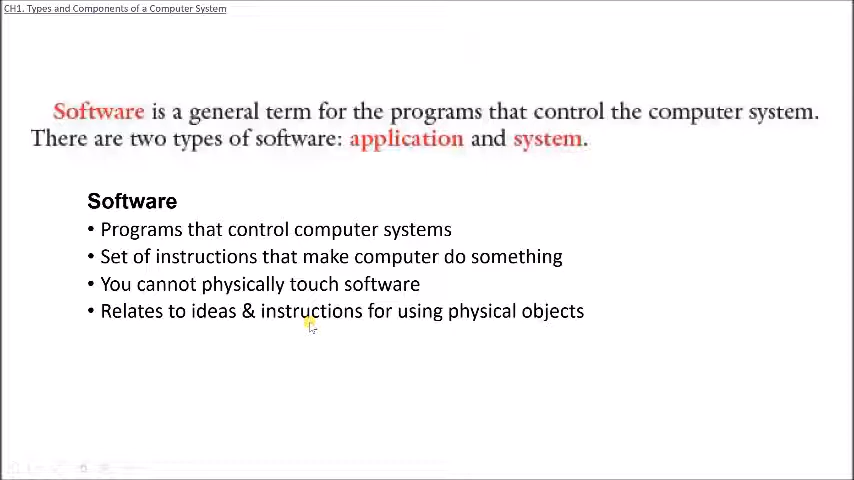 CH1. Types and Components of a Computer System
Software is a general term for the programs that control the computer system.
There are two types of software: application and system.
Software
• Programs that control computer systems
• Set of instructions that make computer do something
• You cannot physically touch software
• Relates to ideas & instructions for using physical objects